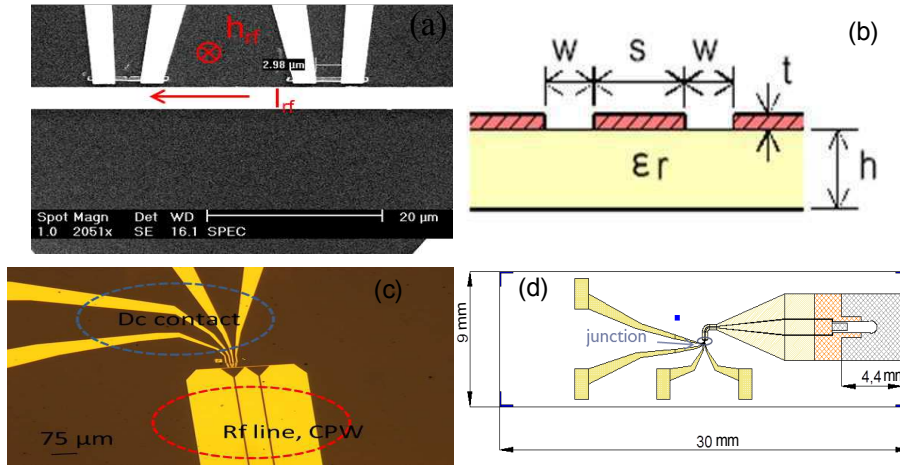 (a)
h_rf
2.98 µm
I_rf
Spot Magn Det WD 20 µm
1.0 2051x SE 16.1 SPEC
(b)
W S W t
εr h
(c)
Dc contact
Rf line, CPW
75 µm
(d)
9 mm
junction
4,4 mm
30 mm